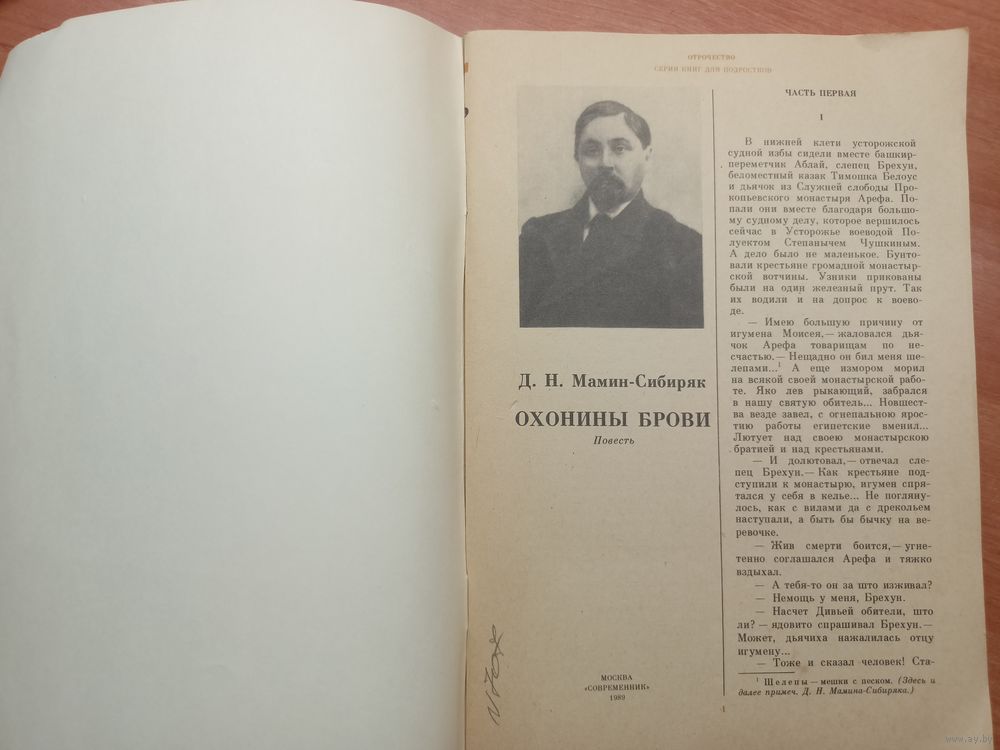 ОТРОЧЕСТВО
СЕРИЯ КНИГ ДЛЯ ПОДРОСТКОВ
Д. Н. Мамин-Сибиряк
ОХОНИНЫ БРОВИ
Повесть
МОСКВА
«СОВРЕМЕННИК»
1989
ЧАСТЬ ПЕРВАЯ
I
В нижней клети усторожской
судной избы сидели вместе башкир-
переметчик Аблай, слепец Брехун,
беломестный казак Тимошка Белоус
и дьячок из Служней слободы Про-
копьевского монастыря Арефа. По-
пали они вместе благодаря большо-
му судному делу, которое вершилось
сейчас в Усторожье воеводой По-
луектом Степанычем Чушкиным.
А дело было не маленькое. Бунто-
вали крестьяне громадной монастыр-
ской вотчины. Узники прикованы
были на один железный прут. Так
их водили и на допрос к воево-
де.
— Имею большую причину от
игумена Моисея,— жаловался дья-
чок Арефа товарищам по не-
счастью.— Нещадно он бил меня ше-
лепами...¹ А еще измором морил
на всякой своей монастырской рабо-
те. Яко лев рыкающий, забрался
в нашу святую обитель... Новшест-
ва везде завел, с огнепальною ярос-
тию работы египетские вменил...
Лютует над своею монастырскою
братией и над крестьянами.
— И долютовал,— отвечал сле-
пец Брехун.— Как крестьяне под-
ступили к монастырю, игумен спря-
тался у себя в келье... Не погляну-
лось, как с вилами да с дрекольем
наступали, а быть бы бычку на ве-
ревочке.
— Жив смерти боится,— угне-
тенно соглашался Арефа и тяжко
вздыхал.
— А тебя-то он за што изживал?
— Немощь у меня, Брехун.
— Насчет Дивьей обители, што
ли? — ядовито спрашивал Брехун.—
Может, дьячиха нажалилась отцу
игумену...
— Тоже и сказал человек! Ста-
¹ Шелепы — мешки с песком. (Здесь и
далее примеч. Д. Н. Мамина-Сибиряка.)
1
www.ay.by